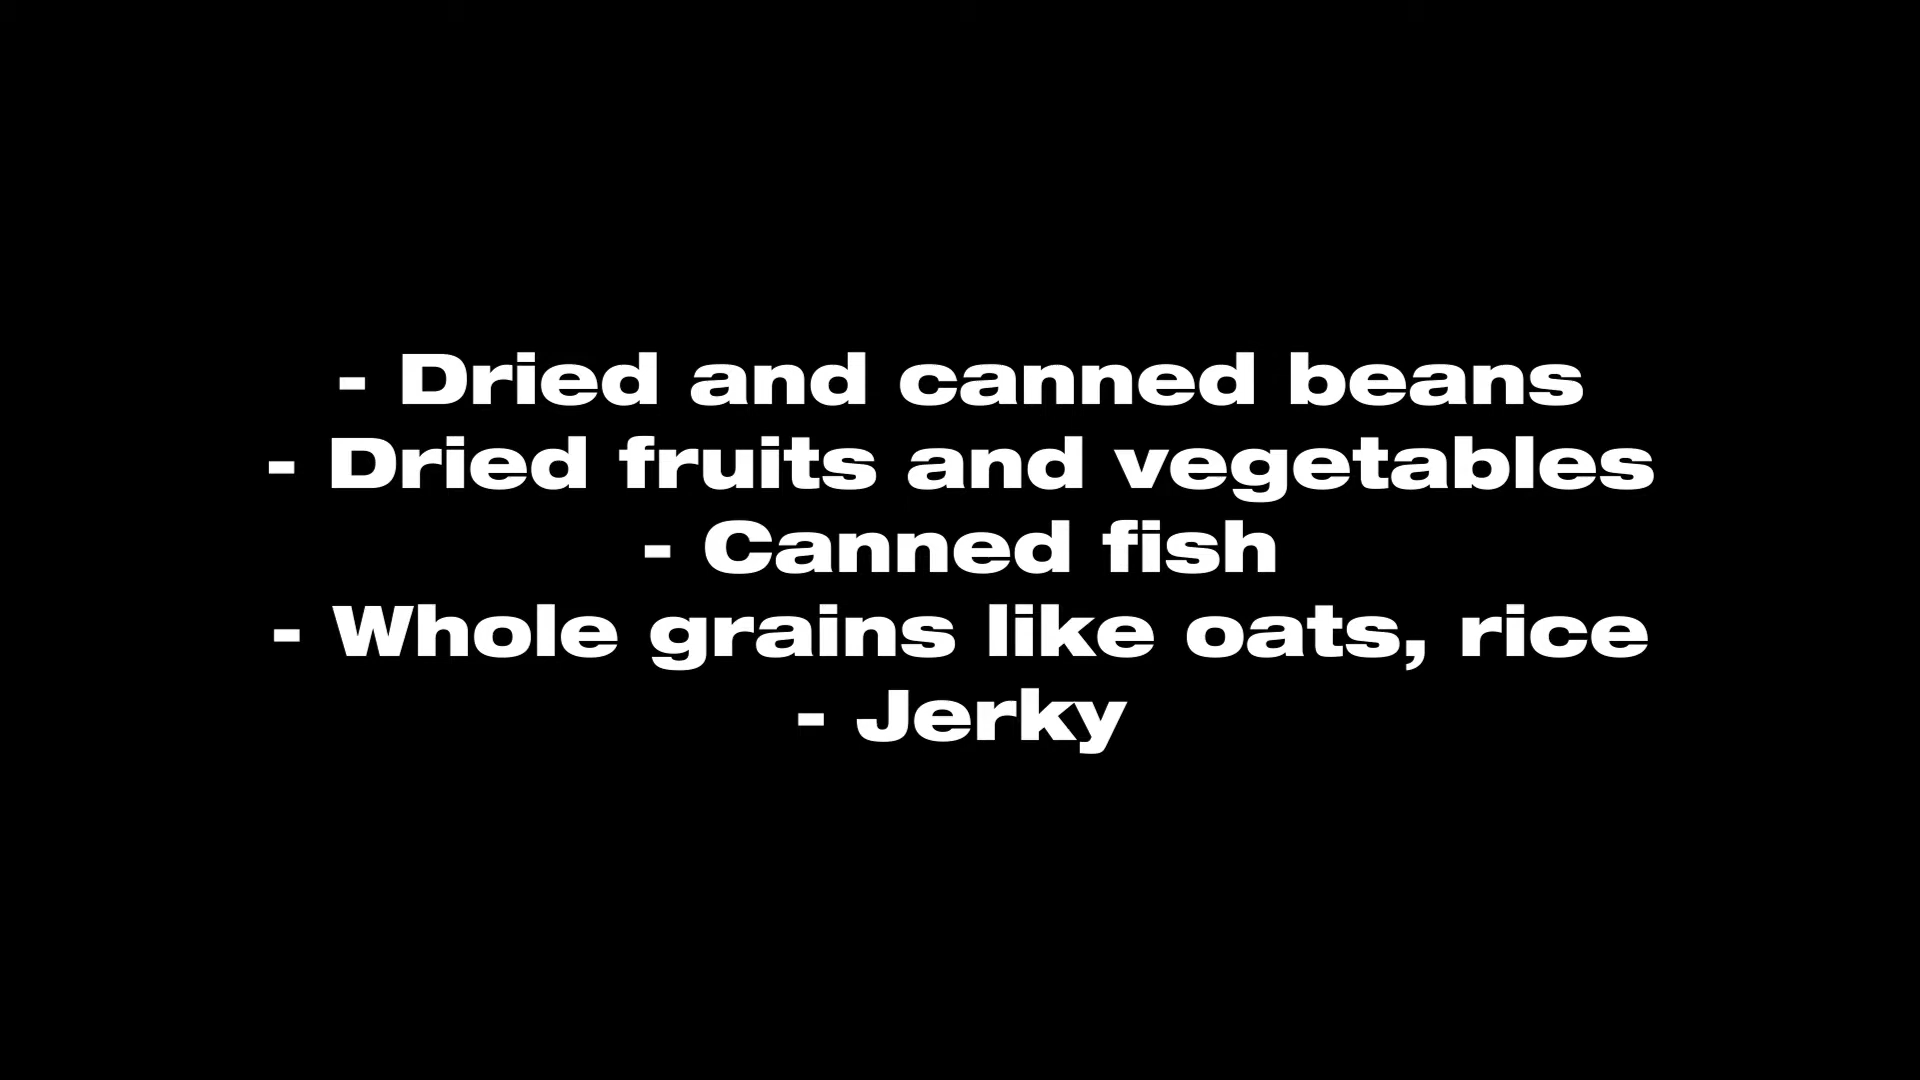 - Dried and canned beans
- Dried fruits and vegetables
- Canned fish
- Whole grains like oats, rice
- Jerky